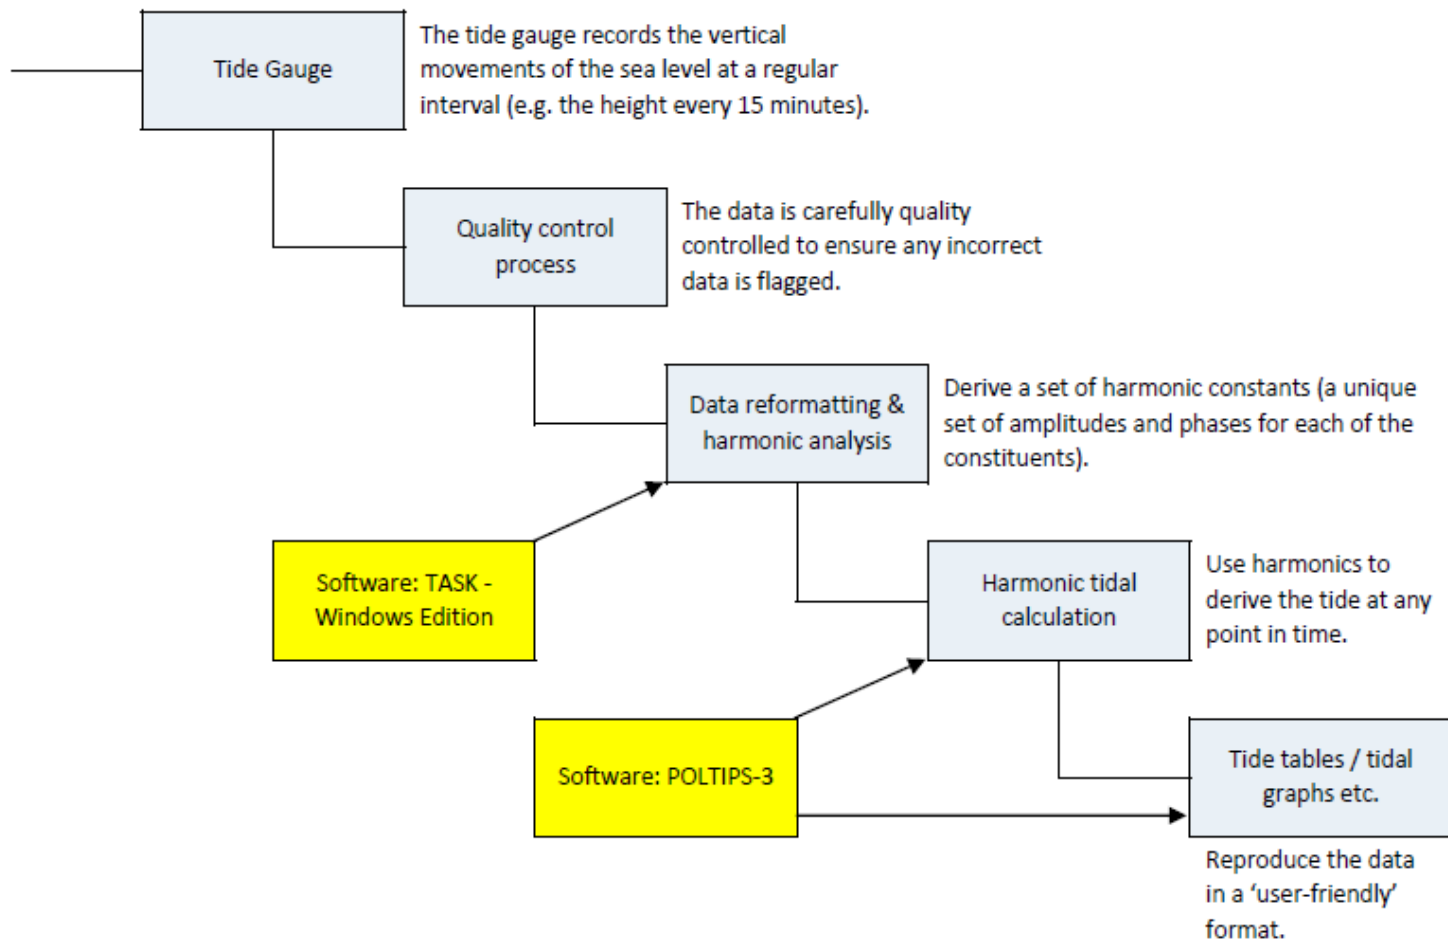 Tide Gauge
The tide gauge records the vertical
movements of the sea level at a regular
interval (e.g. the height every 15 minutes).
Quality control
process
The data is carefully quality
controlled to ensure any incorrect
data is flagged.
Data reformatting &
harmonic analysis
Derive a set of harmonic constants (a unique
set of amplitudes and phases for each of the
constituents).
Software: TASK -
Windows Edition
Harmonic tidal
calculation
Use harmonics to
derive the tide at any
point in time.
Software: POLTIPS-3
Tide tables / tidal
graphs etc.
Reproduce the data
in a ‘user-friendly’
format.